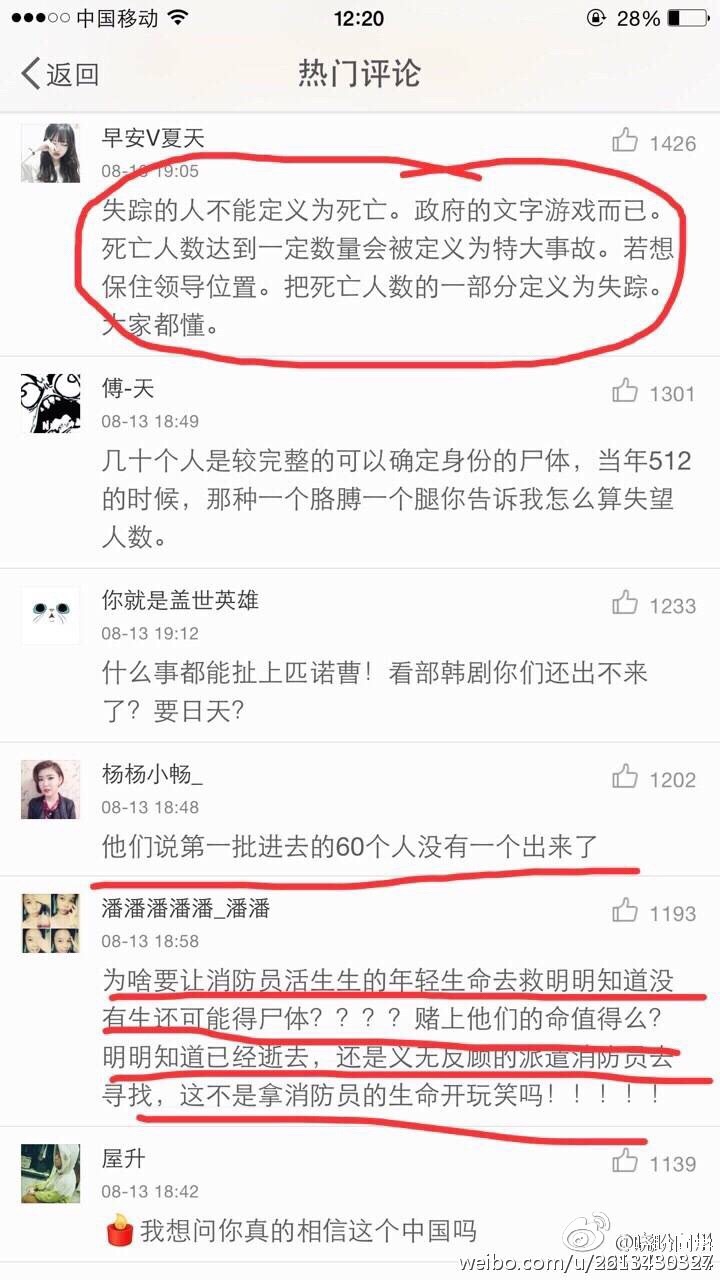 中国移动
12:20
28%
返回
热门评论
早安V夏天
1426
08-13 19:05
失踪的人不能定义为死亡。政府的文字游戏而已。
死亡人数达到一定数量会被定义为特大事故。若想
保住领导位置。把死亡人数的一部分定义为失踪。
大家都懂。
傅-天
1301
08-13 18:49
几十个人是较完整的可以确定身份的尸体，当年512
的时候，那种一个胳膊一个腿你告诉我怎么算失望
人数。
你就是盖世英雄
1233
08-13 19:12
什么事都能扯上匹诺曹！看部韩剧你们还出不来
了？要日天？
杨杨小畅_
1202
08-13 18:48
他们说第一批进去的60个人没有一个出来了
潘潘潘潘潘_潘潘
1193
08-13 18:58
为啥要让消防员活生生的年轻生命去救明明知道没
有生还可能得尸体？？？？赌上他们的命值得么？
明明知道已经逝去，还是义无反顾的派遣消防员去
寻找，这不是拿消防员的生命开玩笑吗！！！！！
屋升
1139
08-13 18:42
我想问你真的相信这个中国吗